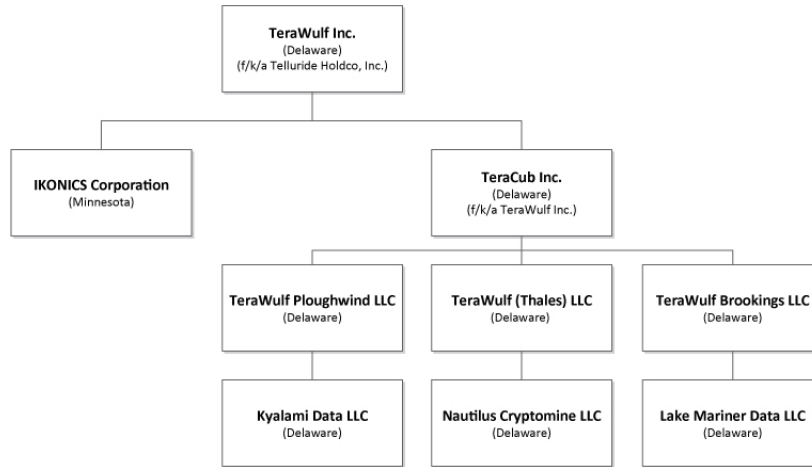 TeraWulf Inc.
(Delaware)
(f/k/a Telluride Holdco, Inc.)
IKONICS Corporation
(Minnesota)
TeraCub Inc.
(Delaware)
(f/k/a TeraWulf Inc.)
TeraWulf Ploughwind LLC
(Delaware)
TeraWulf (Thales) LLC
(Delaware)
TeraWulf Brookings LLC
(Delaware)
Kyalami Data LLC
(Delaware)
Nautilus Cryptomine LLC
(Delaware)
Lake Mariner Data LLC
(Delaware)